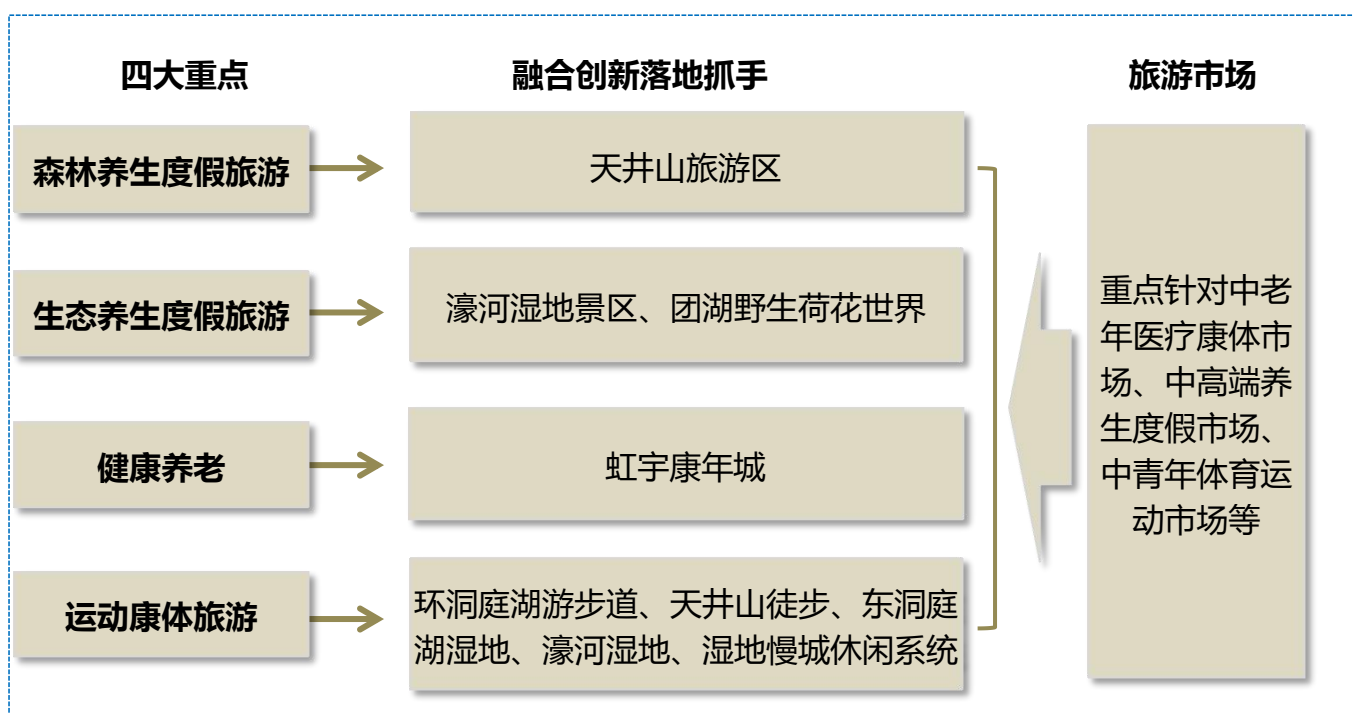 四大重点
融合创新落地抓手
旅游市场
森林养生度假旅游
天井山旅游区
生态养生度假旅游
濠河湿地景区、团湖野生荷花世界
健康养老
虹宇康年城
运动康体旅游
环洞庭湖游步道、天井山徒步、东洞庭
湖湿地、濠河湿地、湿地慢城休闲系统
重点针对中老
年医疗康体市
场、中高端养
生度假市场、
中青年体育运
动市场等